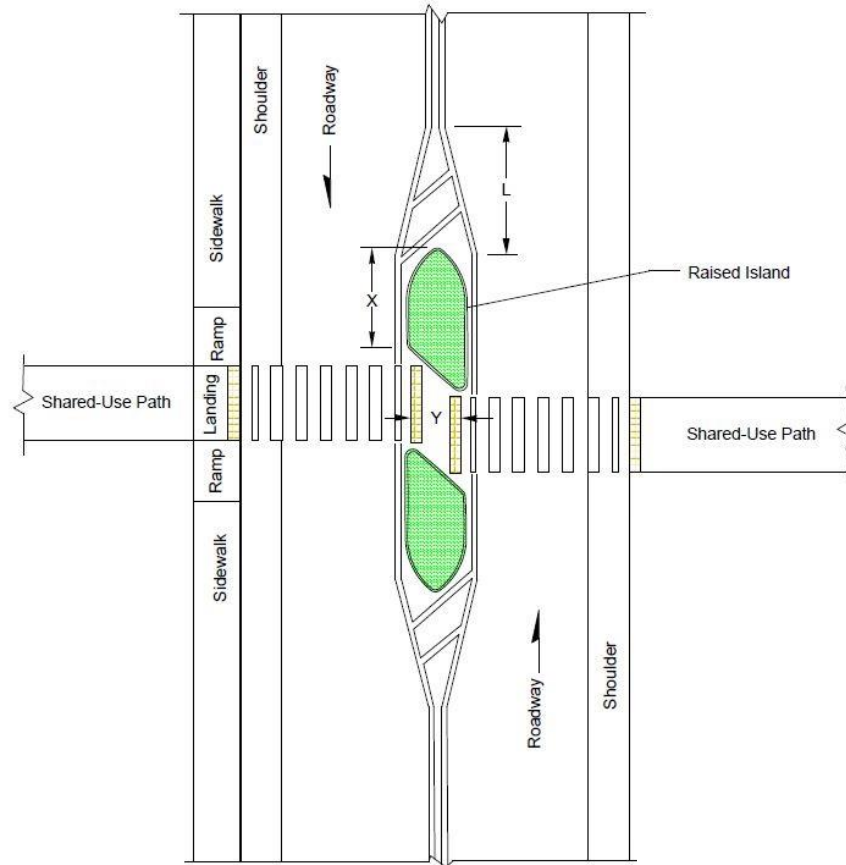 Shoulder
Roadway
Sidewalk
L
Raised Island
X
Ramp
Shared-Use Path
Landing
Y
Shared-Use Path
Ramp
Sidewalk
Shoulder
Roadway